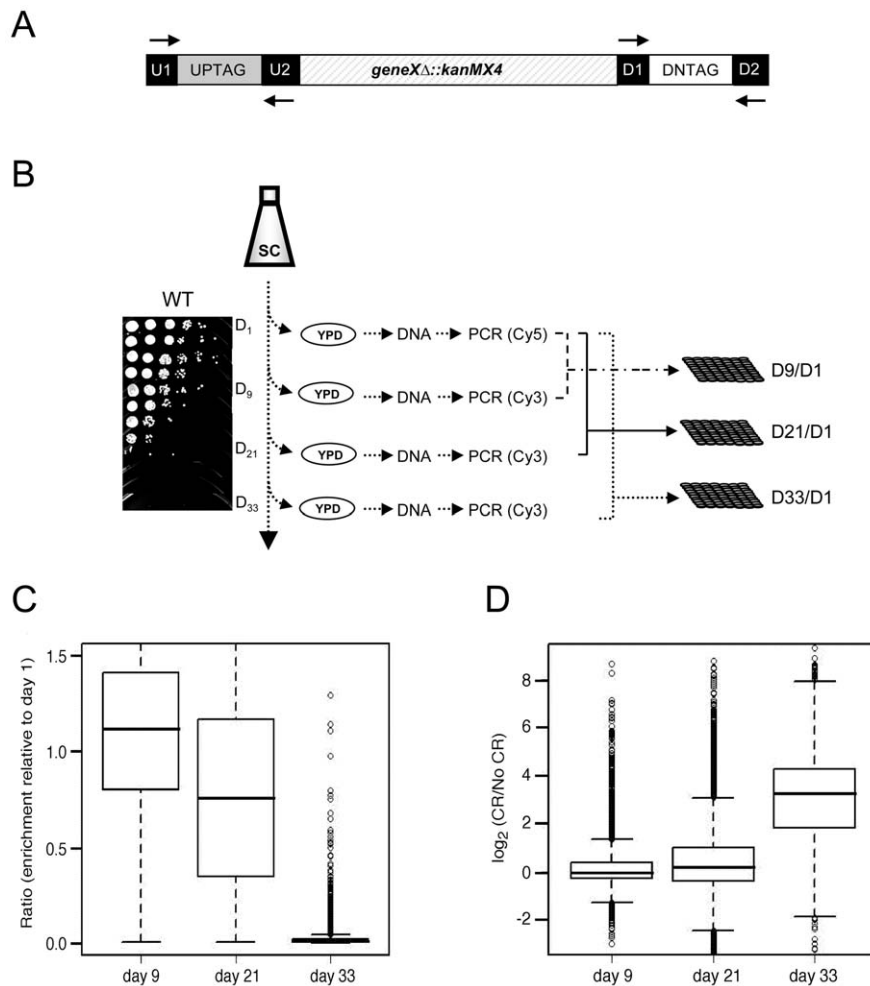 A
U1 UPTAG U2 geneXΔ::kanMX4 D1 DNTAG D2
B
SC
WT
D1 YPD DNA PCR (Cy5)
D9/D1
D9 YPD DNA PCR (Cy3)
D21/D1
D21 YPD DNA PCR (Cy3)
D33/D1
D33 YPD DNA PCR (Cy3)
C
Ratio (enrichment relative to day 1)
1.5
1.0
0.5
0.0
day 9 day 21 day 33
D
log2 (CR/No CR)
8
6
4
2
0
-2
day 9 day 21 day 33